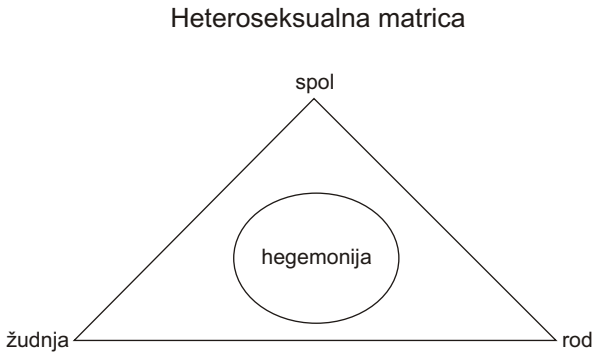 Heteroseksualna matrica
spol
hegemonija
žudnja
rod